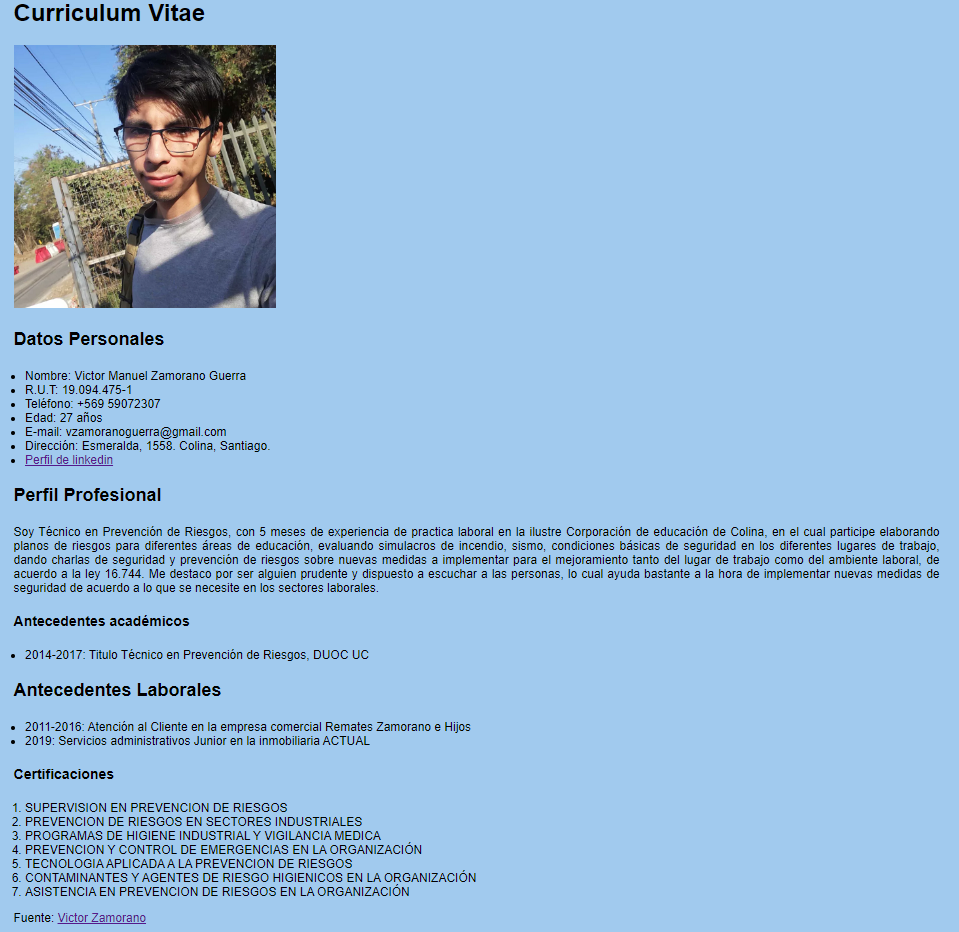 Curriculum Vitae
Datos Personales
Nombre: Victor Manuel Zamorano Guerra
R.U.T: 19.094.475-1
Teléfono: +569 59072307
Edad: 27 años
E-mail: vzamoranoguerra@gmail.com
Dirección: Esmeralda, 1558. Colina, Santiago.
Perfil de linkedin
Perfil Profesional
Soy Técnico en Prevención de Riesgos, con 5 meses de experiencia de practica laboral en la ilustre Corporación de educación de Colina, en el cual participe elaborando
planos de riesgos para diferentes áreas de educación, evaluando simulacros de incendio, sismo, condiciones básicas de seguridad en los diferentes lugares de trabajo,
dando charlas de seguridad y prevención de riesgos sobre nuevas medidas a implementar para el mejoramiento tanto del lugar de trabajo como del ambiente laboral, de
acuerdo a la ley 16.744. Me destaco por ser alguien prudente y dispuesto a escuchar a las personas, lo cual ayuda bastante a la hora de implementar nuevas medidas de
seguridad de acuerdo a lo que se necesite en los sectores laborales.
Antecedentes académicos
2014-2017: Titulo Técnico en Prevención de Riesgos, DUOC UC
Antecedentes Laborales
2011-2016: Atención al Cliente en la empresa comercial Remates Zamorano e Hijos
2019: Servicios administrativos Junior en la inmobiliaria ACTUAL
Certificaciones
1. SUPERVISION EN PREVENCION DE RIESGOS
2. PREVENCION DE RIESGOS EN SECTORES INDUSTRIALES
3. PROGRAMAS DE HIGIENE INDUSTRIAL Y VIGILANCIA MEDICA
4. PREVENCION Y CONTROL DE EMERGENCIAS EN LA ORGANIZACIÓN
5. TECNOLOGIA APLICADA A LA PREVENCION DE RIESGOS
6. CONTAMINANTES Y AGENTES DE RIESGO HIGIENICOS EN LA ORGANIZACIÓN
7. ASISTENCIA EN PREVENCION DE RIESGOS EN LA ORGANIZACIÓN
Fuente: Victor Zamorano